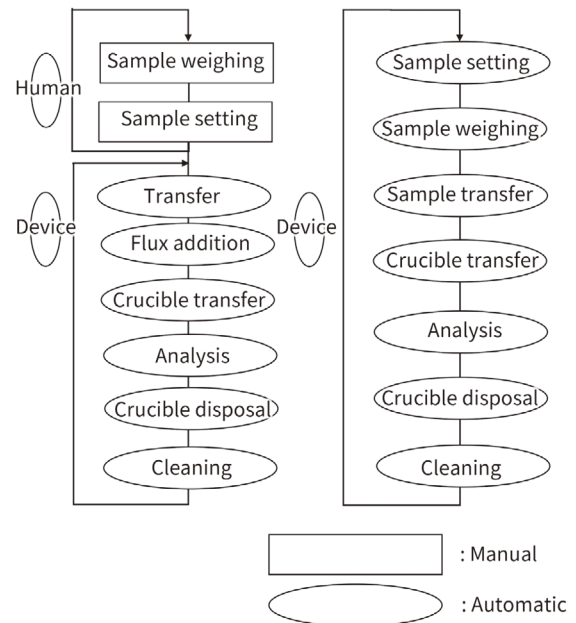 Human
Sample weighing
Sample setting
Device
Transfer
Flux addition
Crucible transfer
Analysis
Crucible disposal
Cleaning
Device
Sample setting
Sample weighing
Sample transfer
Crucible transfer
Analysis
Crucible disposal
Cleaning
: Manual
: Automatic